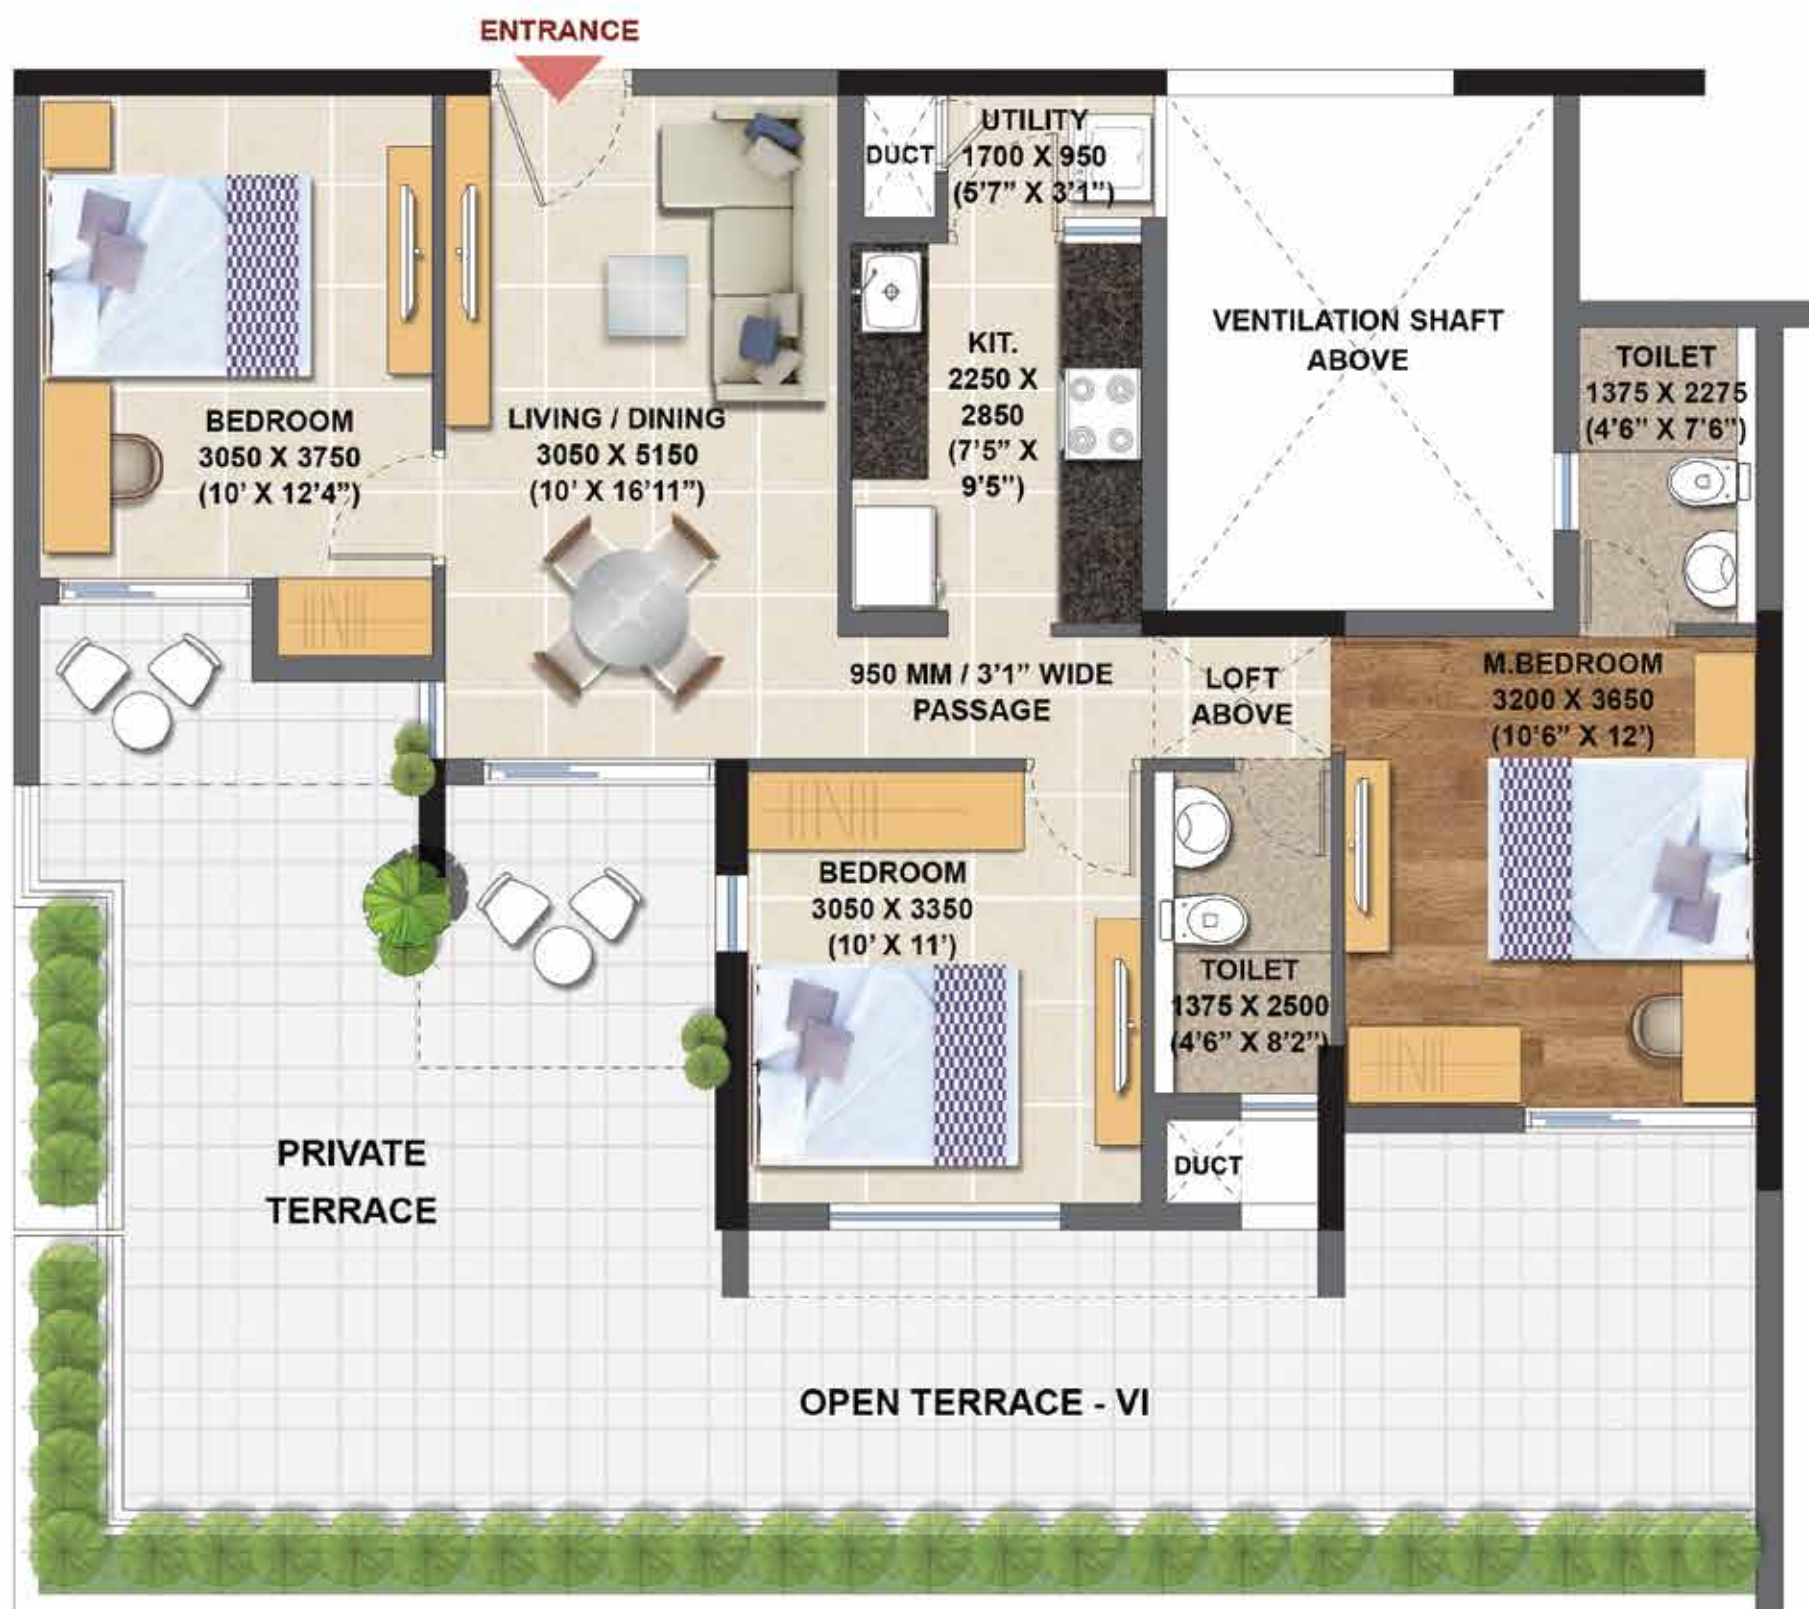 ENTRANCE
UTILITY
1700 X 950
(5'7" X 3'1")
DUCT
BEDROOM
3050 X 3750
(10' X 12'4")
LIVING / DINING
3050 X 5150
(10' X 16'11")
KIT.
2250 X
2850
(7'5" X
9'5")
VENTILATION SHAFT
ABOVE
TOILET
1375 X 2275
(4'6" X 7'6")
950 MM / 3'1" WIDE
PASSAGE
LOFT
ABOVE
M.BEDROOM
3200 X 3650
(10'6" X 12')
BEDROOM
3050 X 3350
(10' X 11')
TOILET
1375 X 2500
(4'6" X 8'2")
DUCT
PRIVATE
TERRACE
OPEN TERRACE - VI